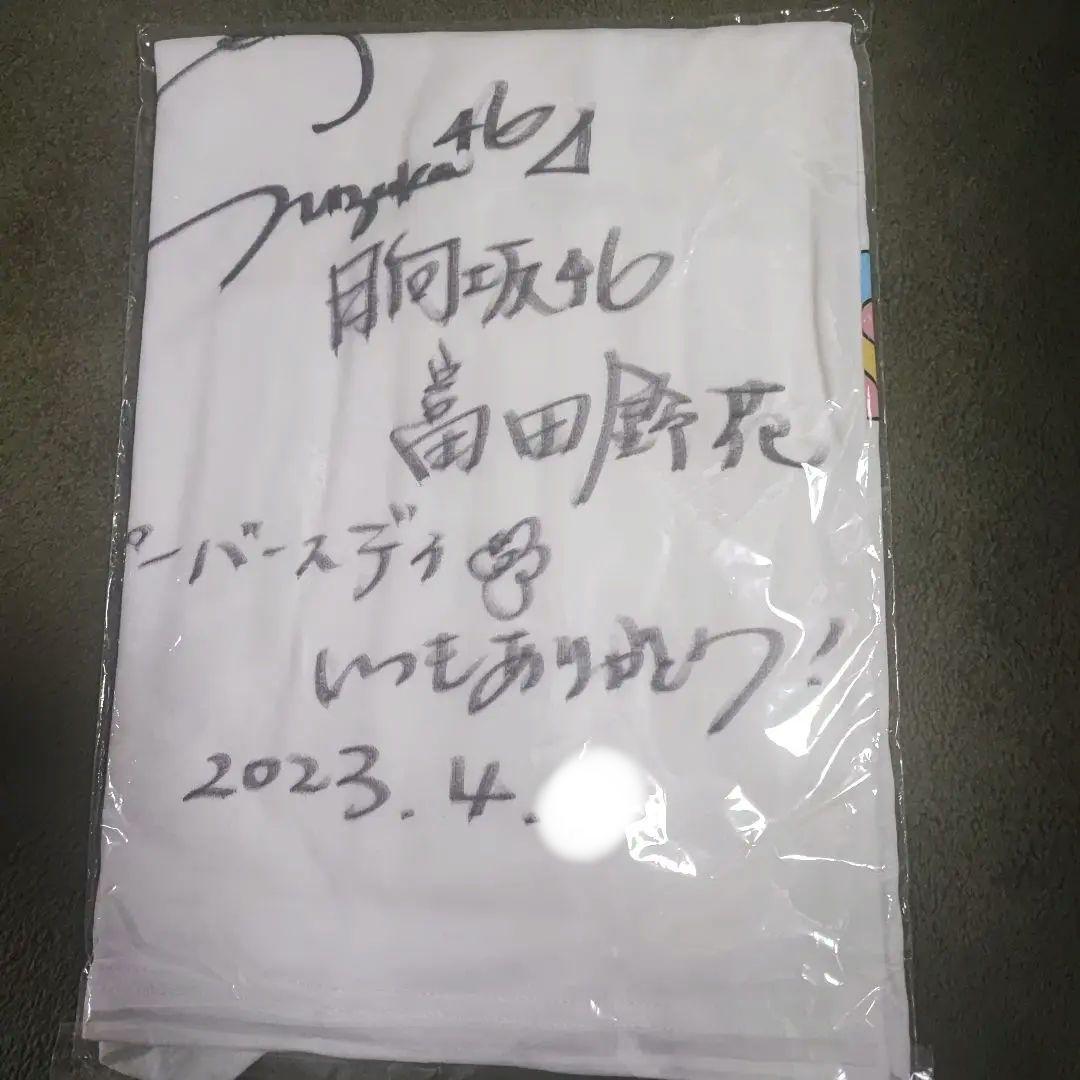 Suzuka46
日向坂46
富田鈴花
ーバースディ
いつもありがとう!
2023.4.